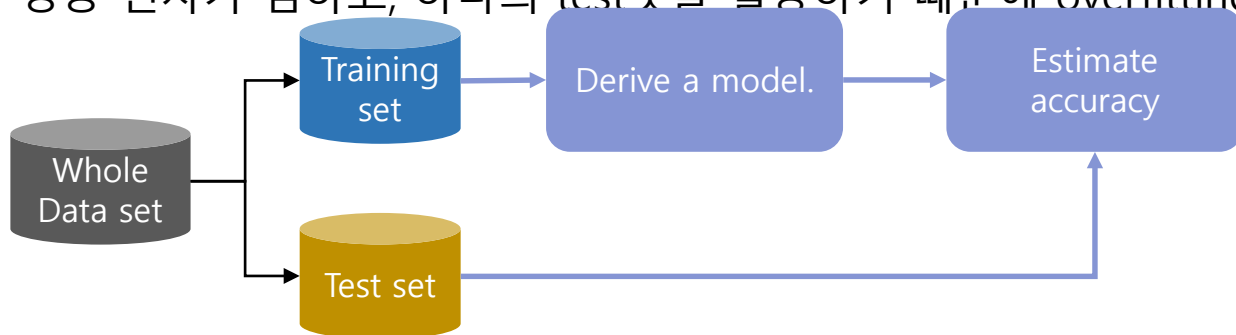 Training
set
Derive a model.
Estimate
accuracy
Whole
Data set
Test set